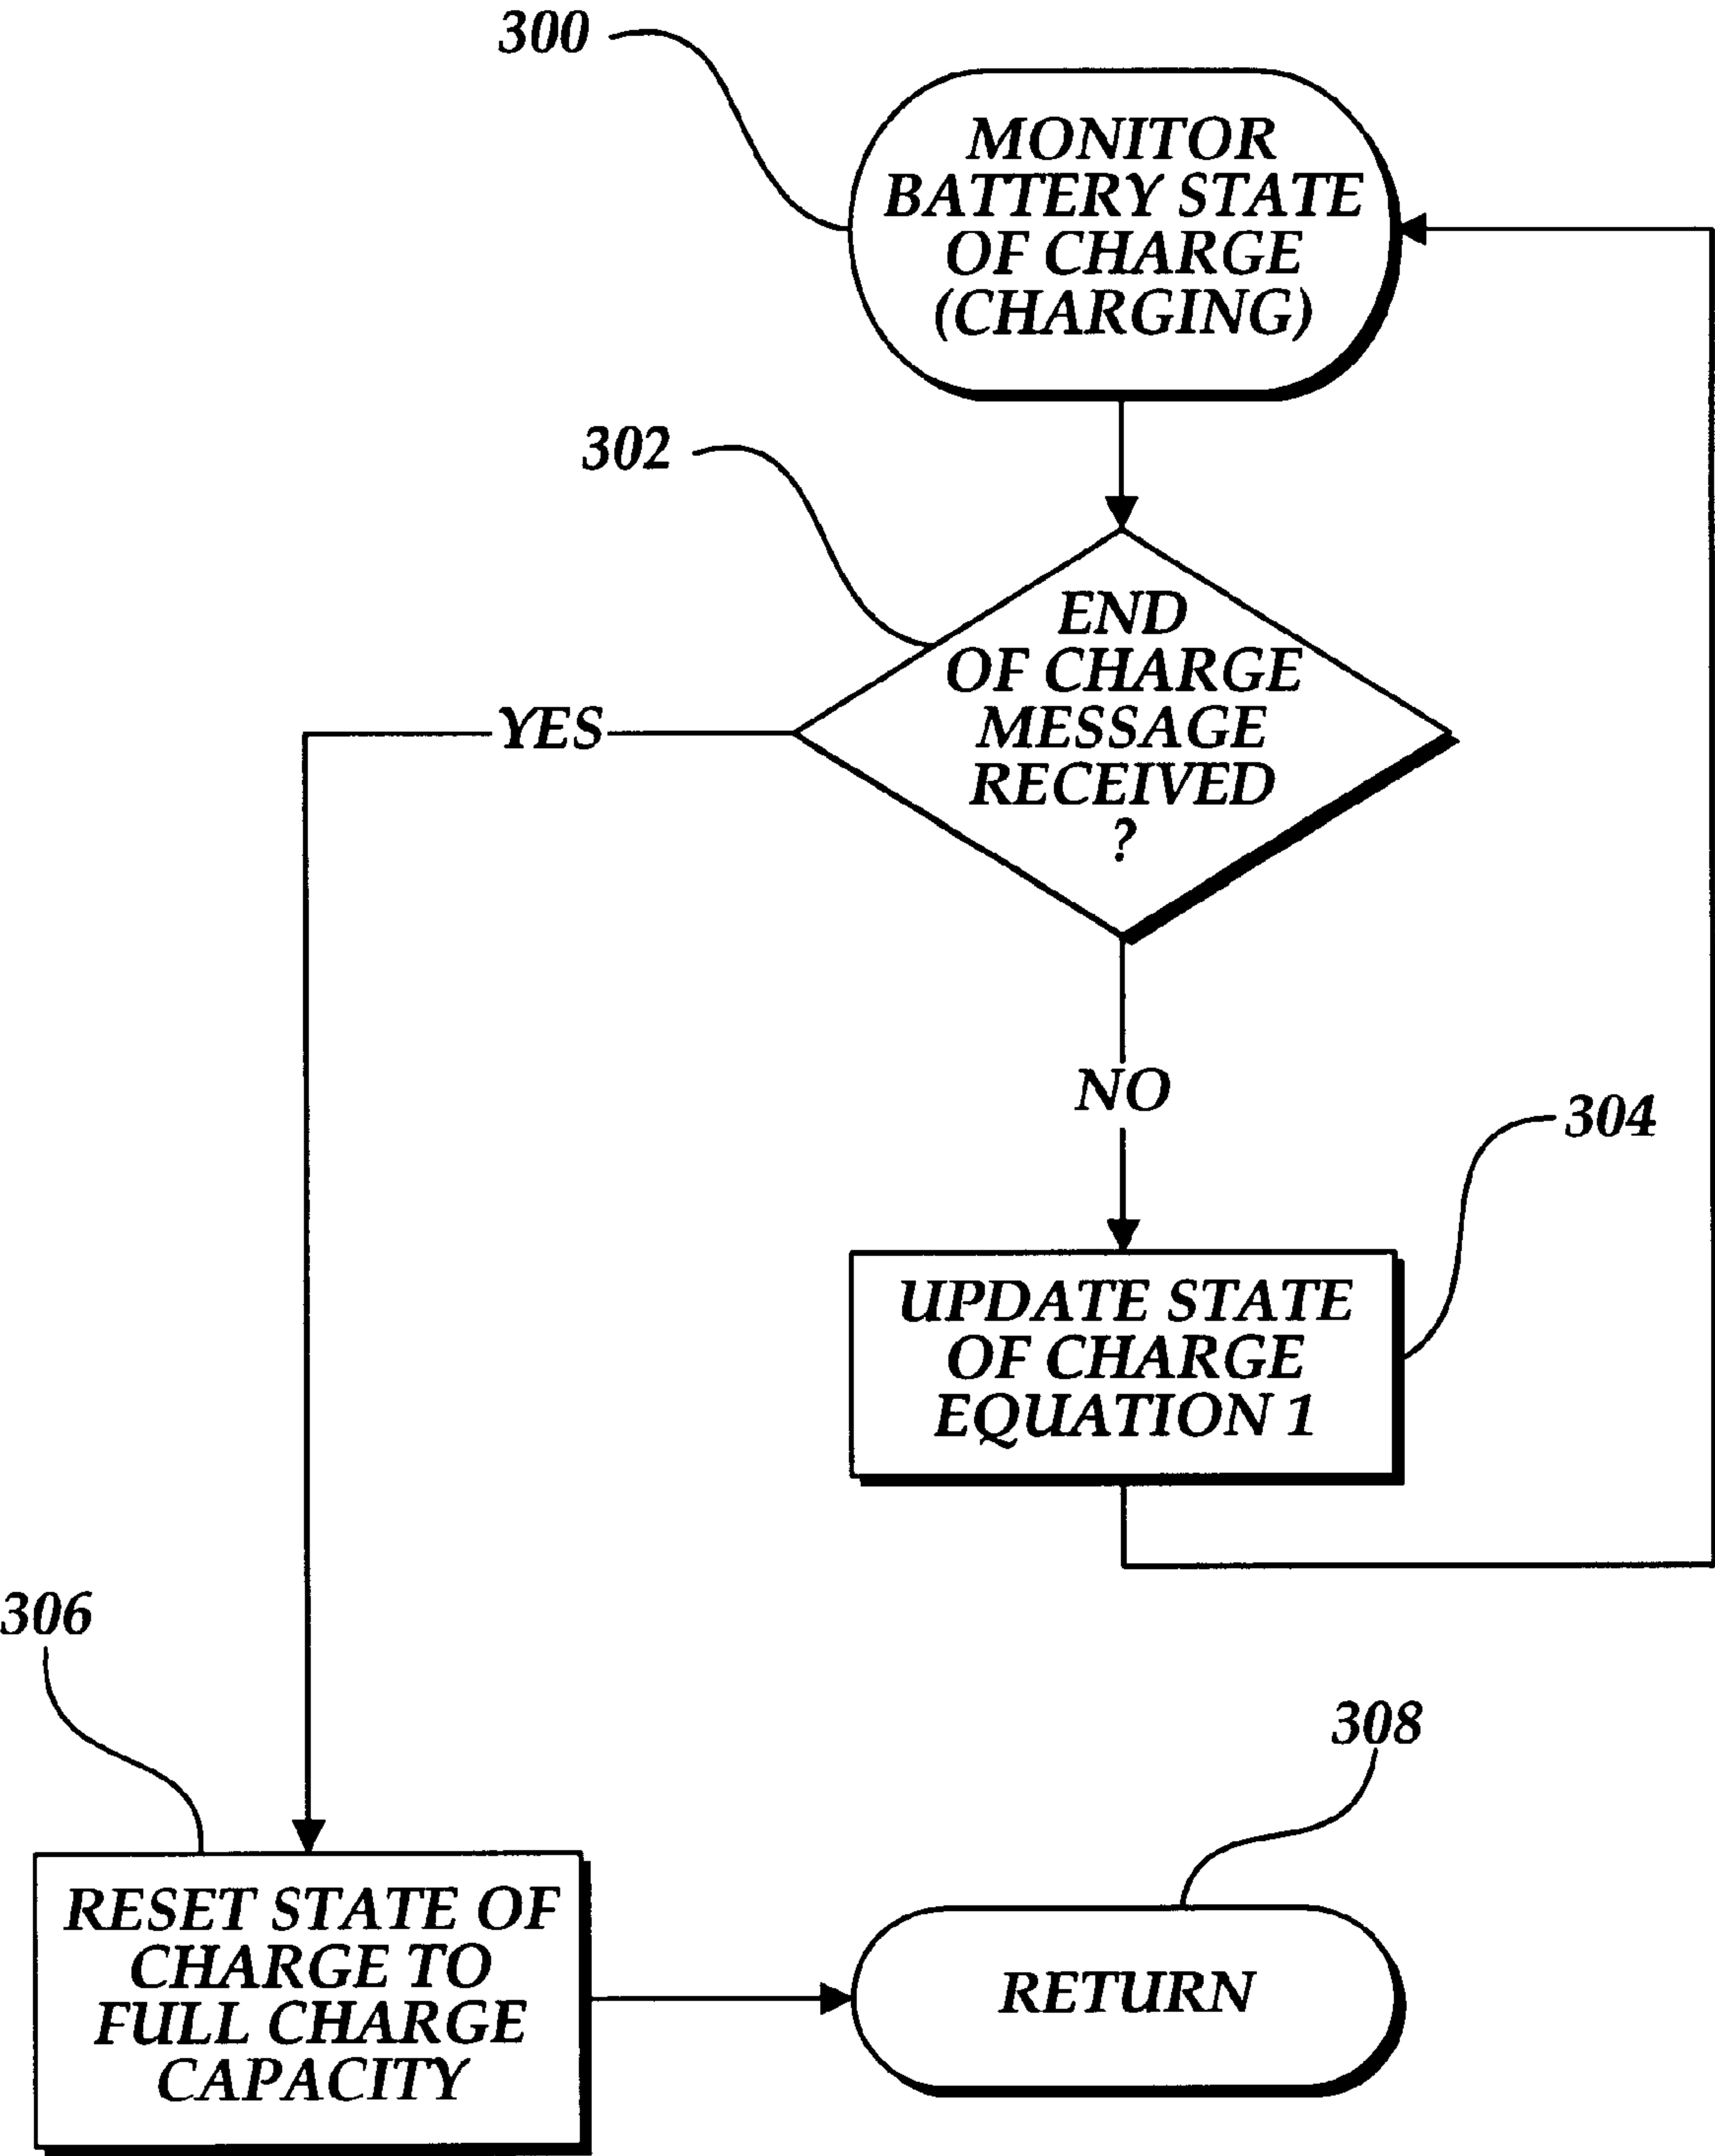 300
MONITOR
BATTERY STATE
OF CHARGE
(CHARGING)
302
END
OF CHARGE
MESSAGE
RECEIVED
?
YES
NO
304
UPDATE STATE
OF CHARGE
EQUATION 1
306
308
RESET STATE OF
CHARGE TO
FULL CHARGE
CAPACITY
RETURN